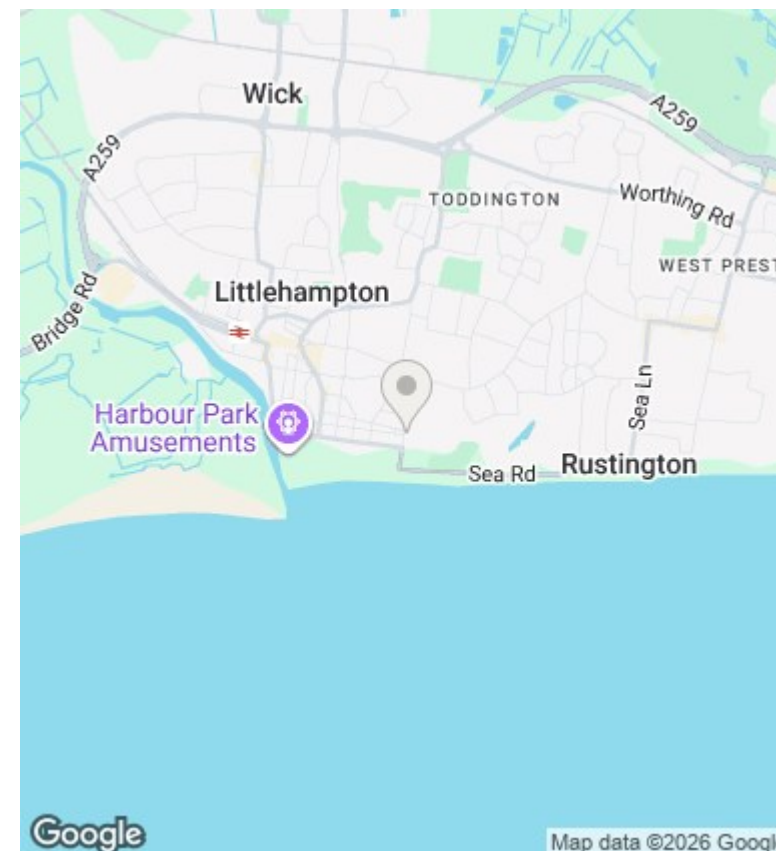 Wick
A259
A259
TODDINGTON
Worthing Rd
WEST PREST
Littlehampton
Bridge Rd
Sea Ln
Harbour Park
Amusements
Rustington
Sea Rd
Google
Map data ©2026 Googl